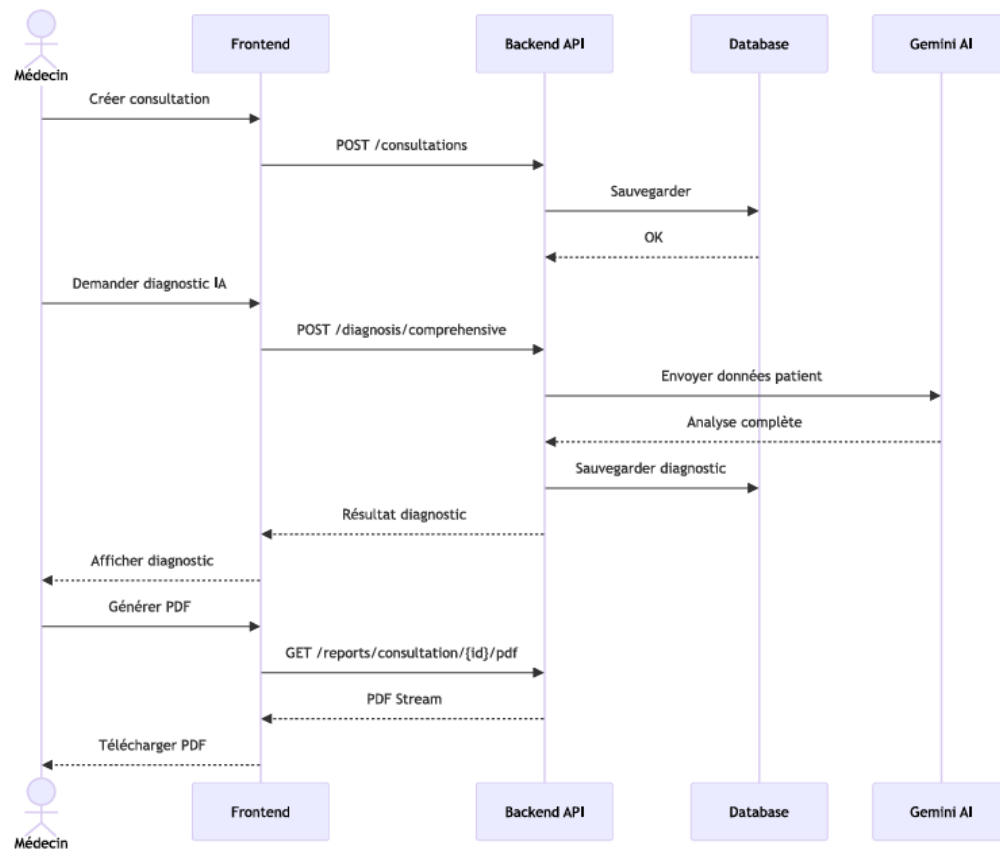 Médecin
Frontend
Backend API
Database
Gemini AI
Créer consultation
POST /consultations
Sauvegarder
OK
Demander diagnostic IA
POST /diagnosis/comprehensive
Envoyer données patient
Analyse complète
Sauvegarder diagnostic
Résultat diagnostic
Afficher diagnostic
Générer PDF
GET /reports/consultation/{id}/pdf
PDF Stream
Télécharger PDF
Médecin
Frontend
Backend API
Database
Gemini AI